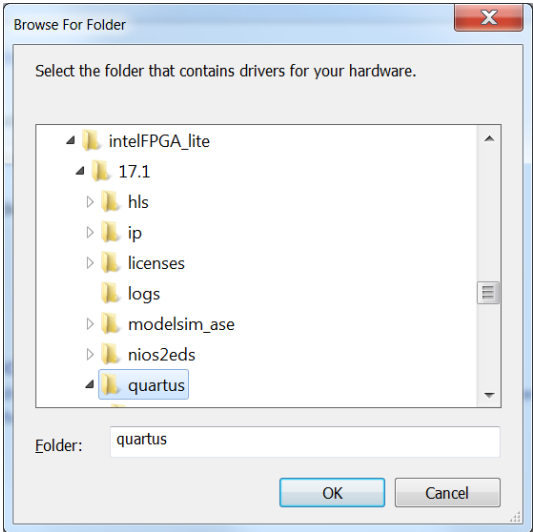 Browse For Folder
Select the folder that contains drivers for your hardware.
intelFPGA_lite
17.1
hls
ip
licenses
logs
modelsim_ase
nios2eds
quartus
Folder: quartus
OK Cancel